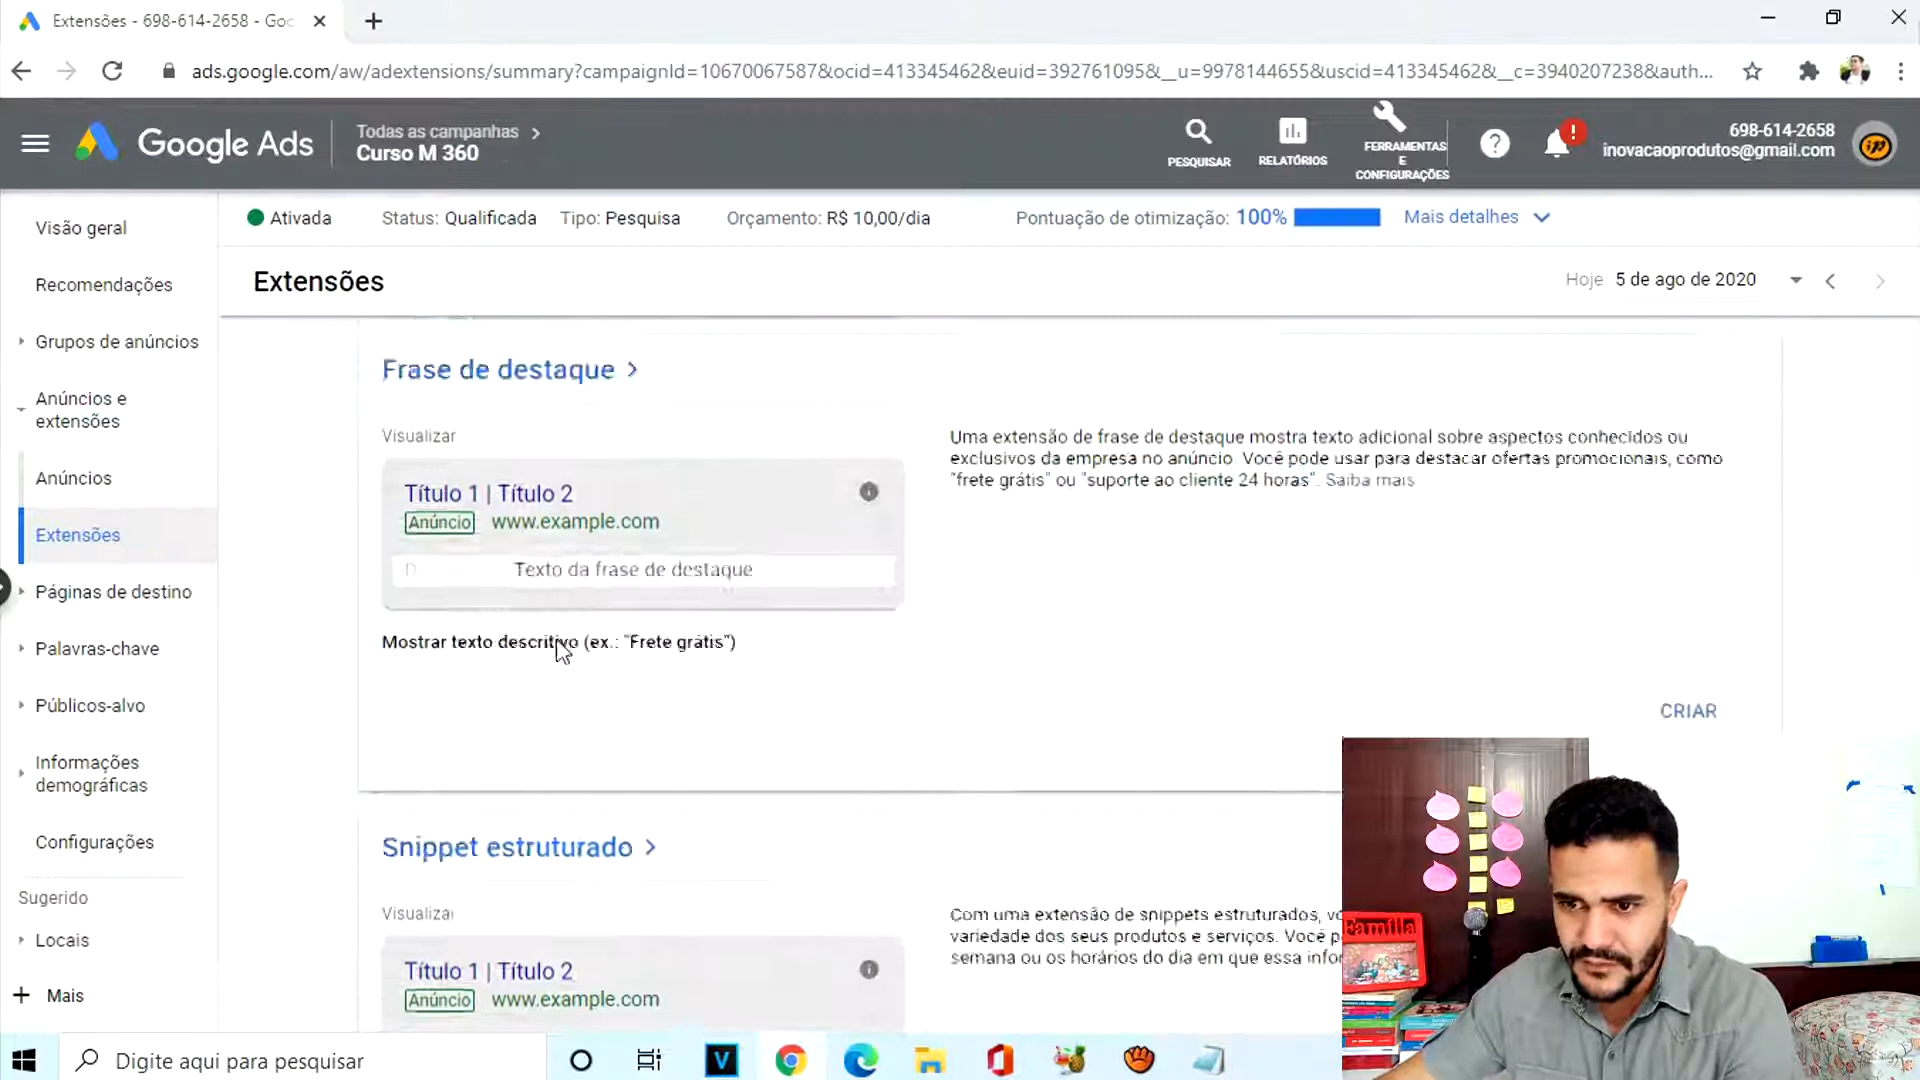 Extensões - 698-614-2658 - Goo
ads.google.com/aw/adextensions/summary?campaignId=10670067587&ocid=413345462&euid=392761095&__u=9978144655&uscid=413345462&__c=3940207238&auth...
Google Ads
Todas as campanhas
Curso M 360
PESQUISAR
RELATÓRIOS
FERRAMENTAS
E
CONFIGURAÇÕES
698-614-2658
inovacaoprodutos@gmail.com
Ativada
Status: Qualificada
Tipo: Pesquisa
Orçamento: R$ 10,00/dia
Pontuação de otimização: 100%
Mais detalhes
Visão geral
Recomendações
Grupos de anúncios
Anúncios e
extensões
Anúncios
Extensões
Páginas de destino
Palavras-chave
Públicos-alvo
Informações
demográficas
Configurações
Sugerido
Locais
+ Mais
Extensões
Hoje 5 de ago de 2020
Frase de destaque
Visualizar
Título 1 | Título 2
Anúncio www.example.com
Texto da frase de destaque
Mostrar texto descritivo (ex.: "Frete grátis")
Uma extensão de frase de destaque mostra texto adicional sobre aspectos conhecidos ou
exclusivos da empresa no anúncio. Você pode usar para destacar ofertas promocionais, como
"frete grátis" ou "suporte ao cliente 24 horas". Saiba mais
CRIAR
Snippet estruturado
Visualizar
Título 1 | Título 2
Anúncio www.example.com
Com uma extensão de snippets estruturados, vo
variedade dos seus produtos e serviços. Você p
semana ou os horários do dia em que essa infor
Família
Digite aqui para pesquisar